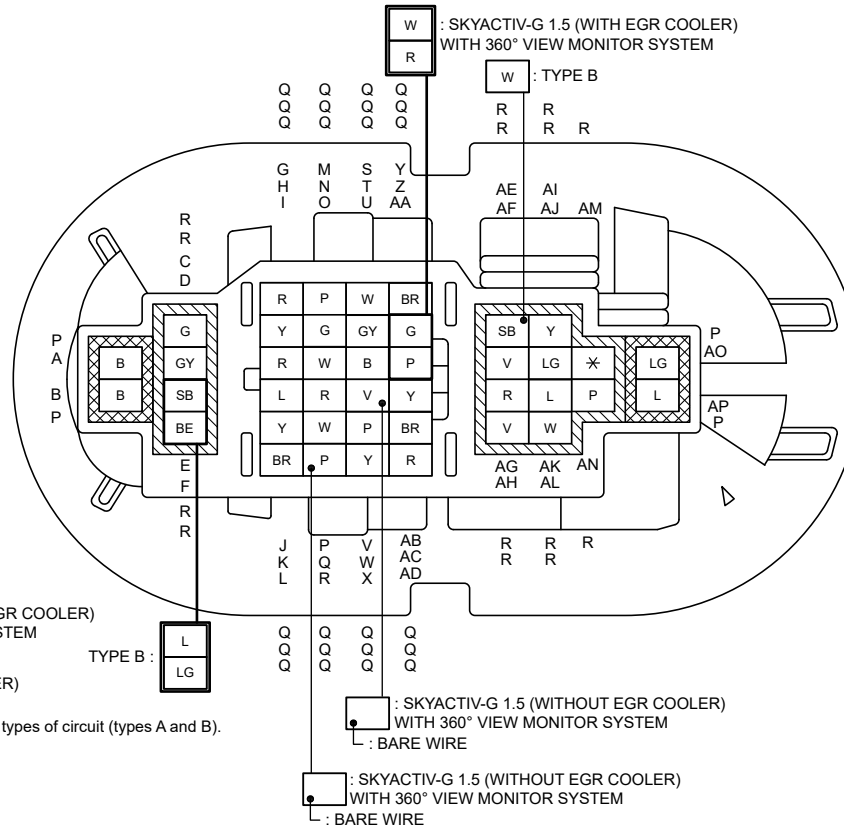 W : SKYACTIV-G 1.5 (WITH EGR COOLER)
R WITH 360° VIEW MONITOR SYSTEM
W : TYPE B
Q Q Q Q
Q Q Q Q
Q Q Q Q
R R
R R R
G M S Y
H N T Z
I O U AA
AE AI
AF AJ AM
R
R
C
D
R P W BR
Y G GY G
R W B P
L R V Y
Y W P BR
BR P Y R
G
GY
SB
BE
P
A
B
P
B
B
SB Y
V LG
R L P
V W
LG
L
P
AO
AP
P
E
F
R
R
AG AK AN
AH AL
J P V AB
K Q W AC
L R X AD
R R R
R R
Q Q Q Q
Q Q Q Q
Q Q Q Q
GR COOLER)
STEM
TYPE B : L
LG
ER)
types of circuit (types A and B).
: SKYACTIV-G 1.5 (WITHOUT EGR COOLER)
WITH 360° VIEW MONITOR SYSTEM
: BARE WIRE
: SKYACTIV-G 1.5 (WITHOUT EGR COOLER)
WITH 360° VIEW MONITOR SYSTEM
: BARE WIRE